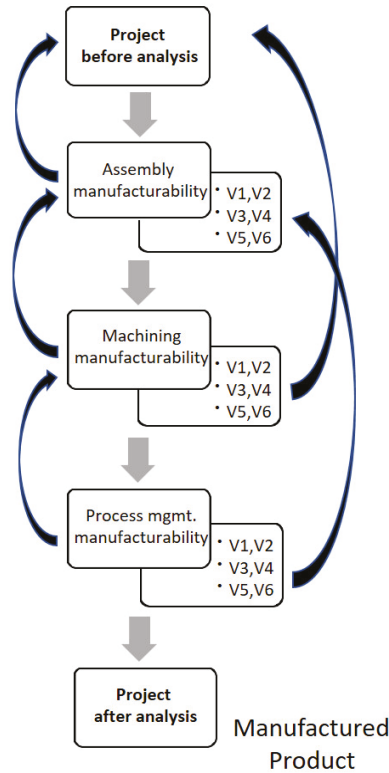 Project
before analysis
Assembly
manufacturability
• V1,V2
• V3,V4
• V5,V6
Machining
manufacturability
• V1,V2
• V3,V4
• V5,V6
Process mgmt.
manufacturability
• V1,V2
• V3,V4
• V5,V6
Project
after analysis
Manufactured
Product